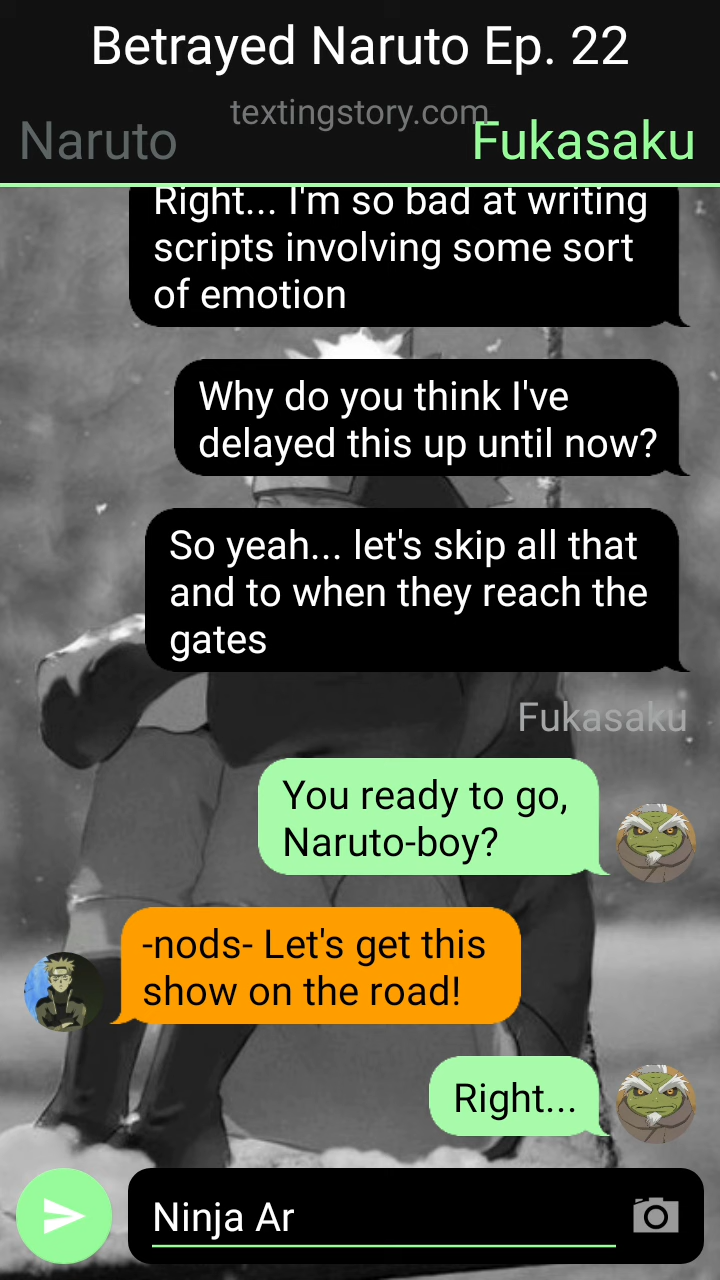 Betrayed Naruto Ep. 22
textingstory.com
Naruto
Fukasaku
Right... I'm so bad at writing
scripts involving some sort
of emotion
Why do you think I've
delayed this up until now?
So yeah... let's skip all that
and to when they reach the
gates
Fukasaku
You ready to go,
Naruto-boy?
-nods- Let's get this
show on the road!
Right...
Ninja Ar